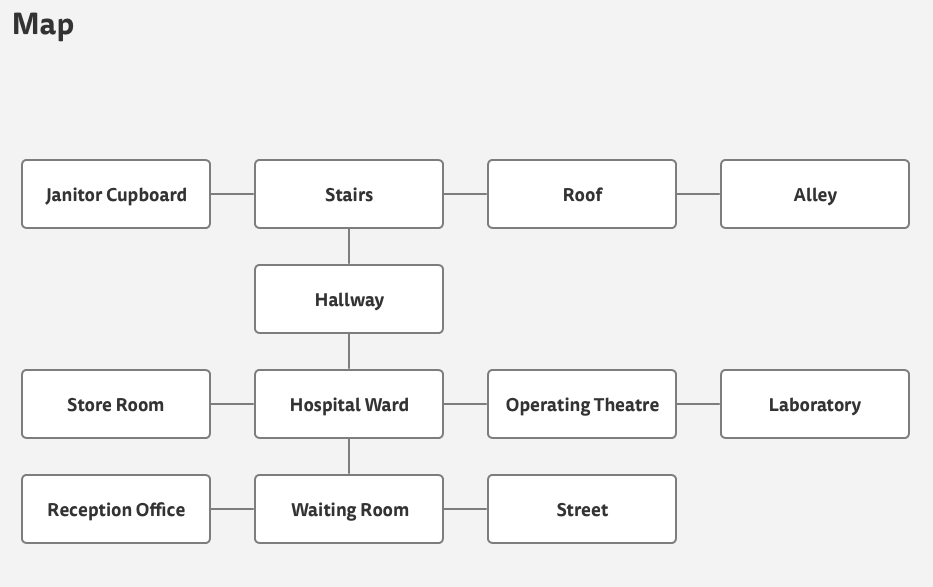 Map
Janitor Cupboard
Stairs
Roof
Alley
Hallway
Store Room
Hospital Ward
Operating Theatre
Laboratory
Reception Office
Waiting Room
Street